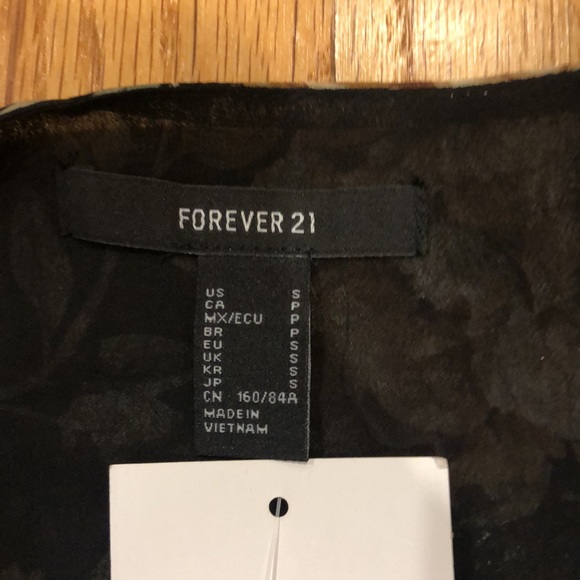 FOREVER 21
US S
CA P
MX/ECU P
BR P
EU S
UK S
KR S
JP S
CN 160/84A
MADE IN
VIETNAM